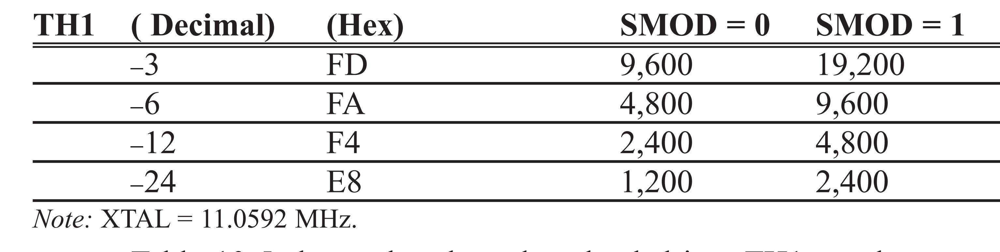 TH1 ( Decimal) (Hex) SMOD = 0 SMOD = 1
–3 FD 9,600 19,200
–6 FA 4,800 9,600
–12 F4 2,400 4,800
–24 E8 1,200 2,400
Note: XTAL = 11.0592 MHz.